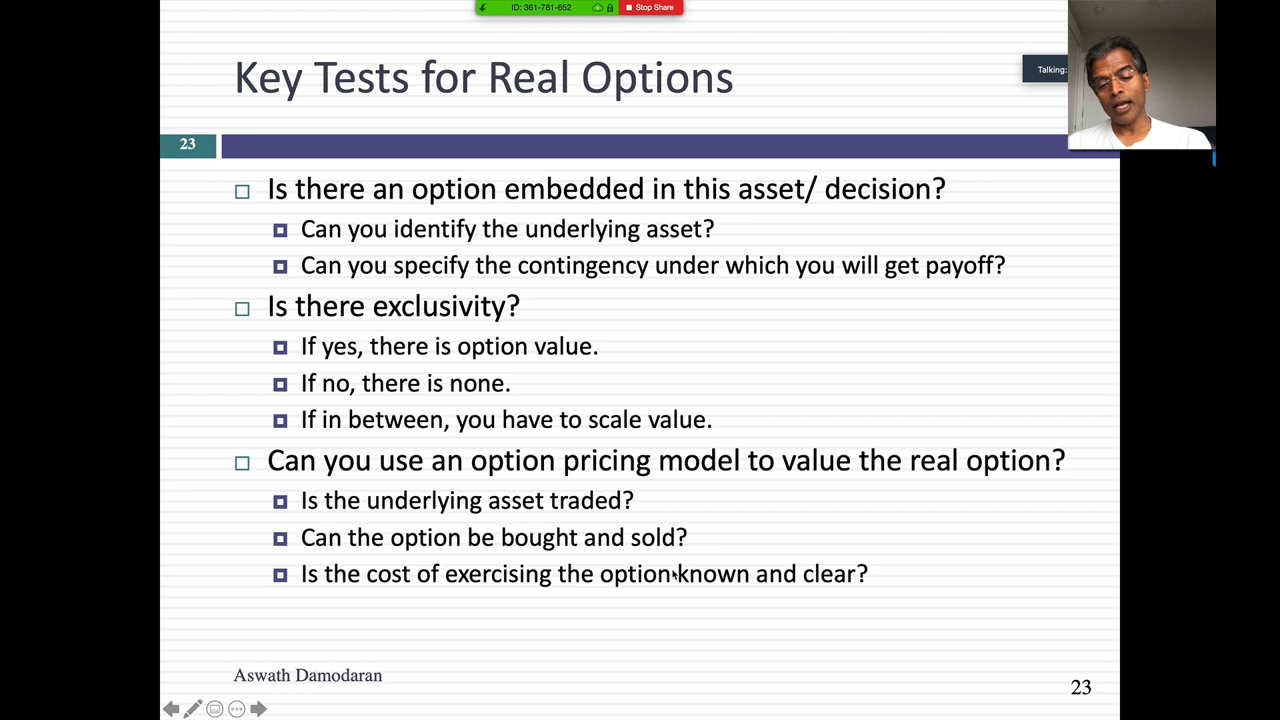 ID: 361-781-652
Stop Share
Key Tests for Real Options
Talking:
23
Is there an option embedded in this asset/ decision?
Can you identify the underlying asset?
Can you specify the contingency under which you will get payoff?
Is there exclusivity?
If yes, there is option value.
If no, there is none.
If in between, you have to scale value.
Can you use an option pricing model to value the real option?
Is the underlying asset traded?
Can the option be bought and sold?
Is the cost of exercising the option known and clear?
Aswath Damodaran
23